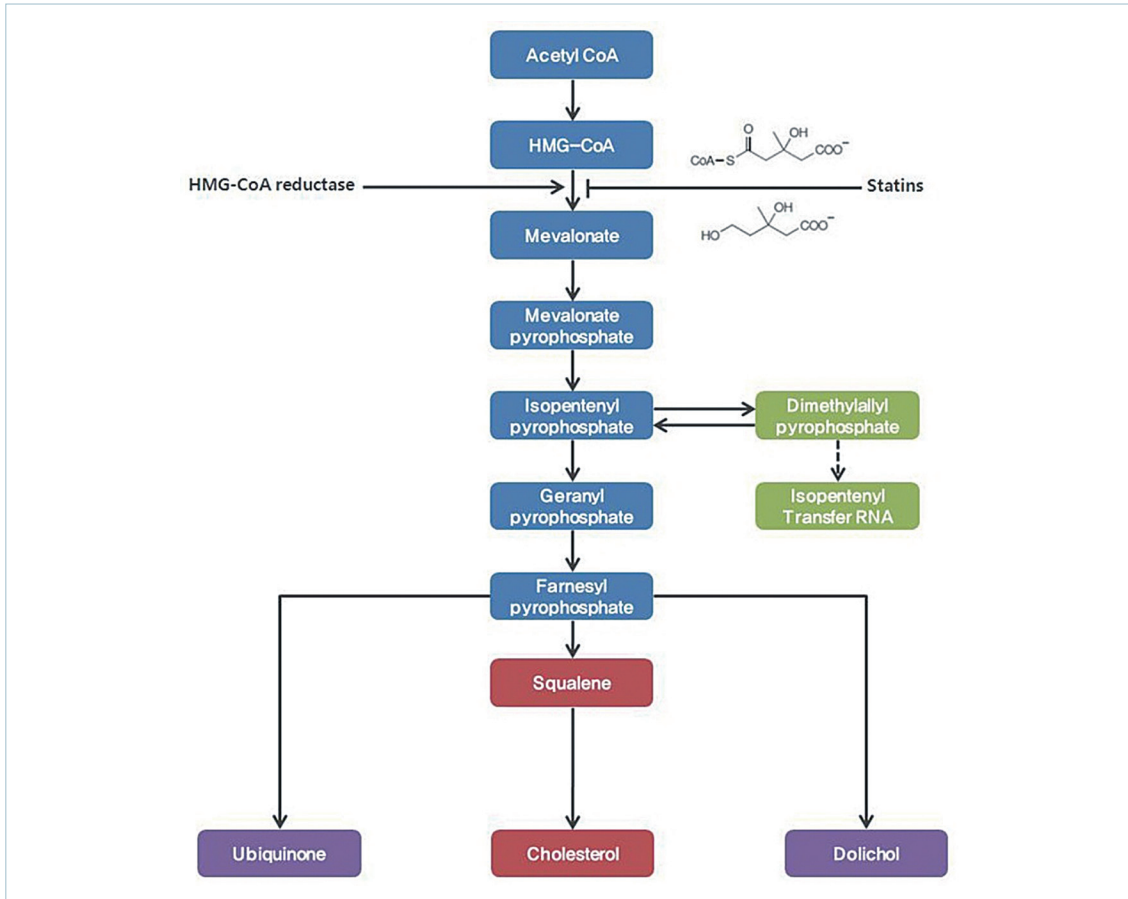 Acetyl CoA
HMG–CoA
O
OH
CoA–S
COO⁻
HMG-CoA reductase
Statins
OH
HO
COO⁻
Mevalonate
Mevalonate
pyrophosphate
Isopentenyl
pyrophosphate
Dimethylallyl
pyrophosphate
Geranyl
pyrophosphate
Isopentenyl
Transfer RNA
Farnesyl
pyrophosphate
Squalene
Ubiquinone
Cholesterol
Dolichol